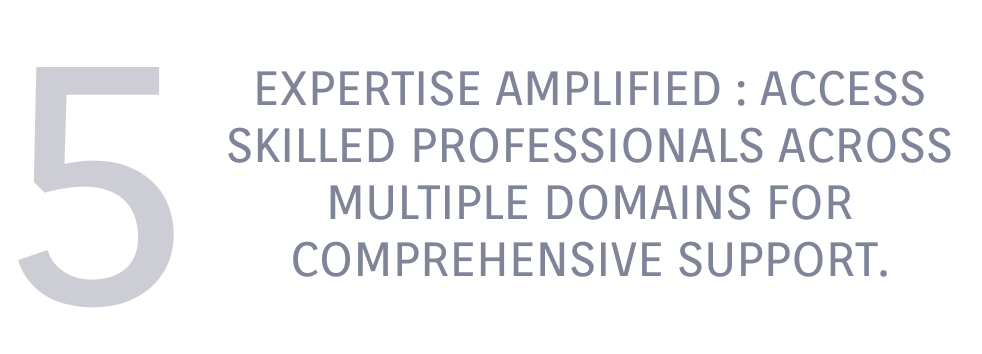 5
EXPERTISE AMPLIFIED : ACCESS
SKILLED PROFESSIONALS ACROSS
MULTIPLE DOMAINS FOR
COMPREHENSIVE SUPPORT.